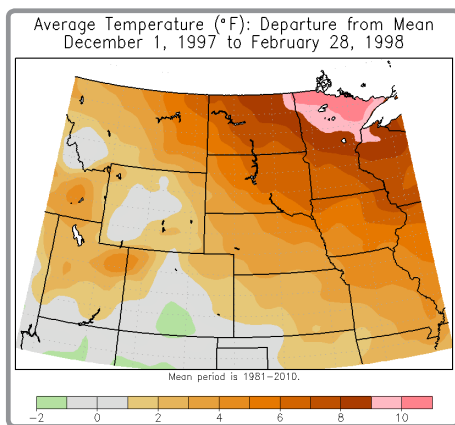 Average Temperature (°F): Departure from Mean
December 1, 1997 to February 28, 1998
Mean period is 1981-2010.
-2 0 2 4 6 8 10